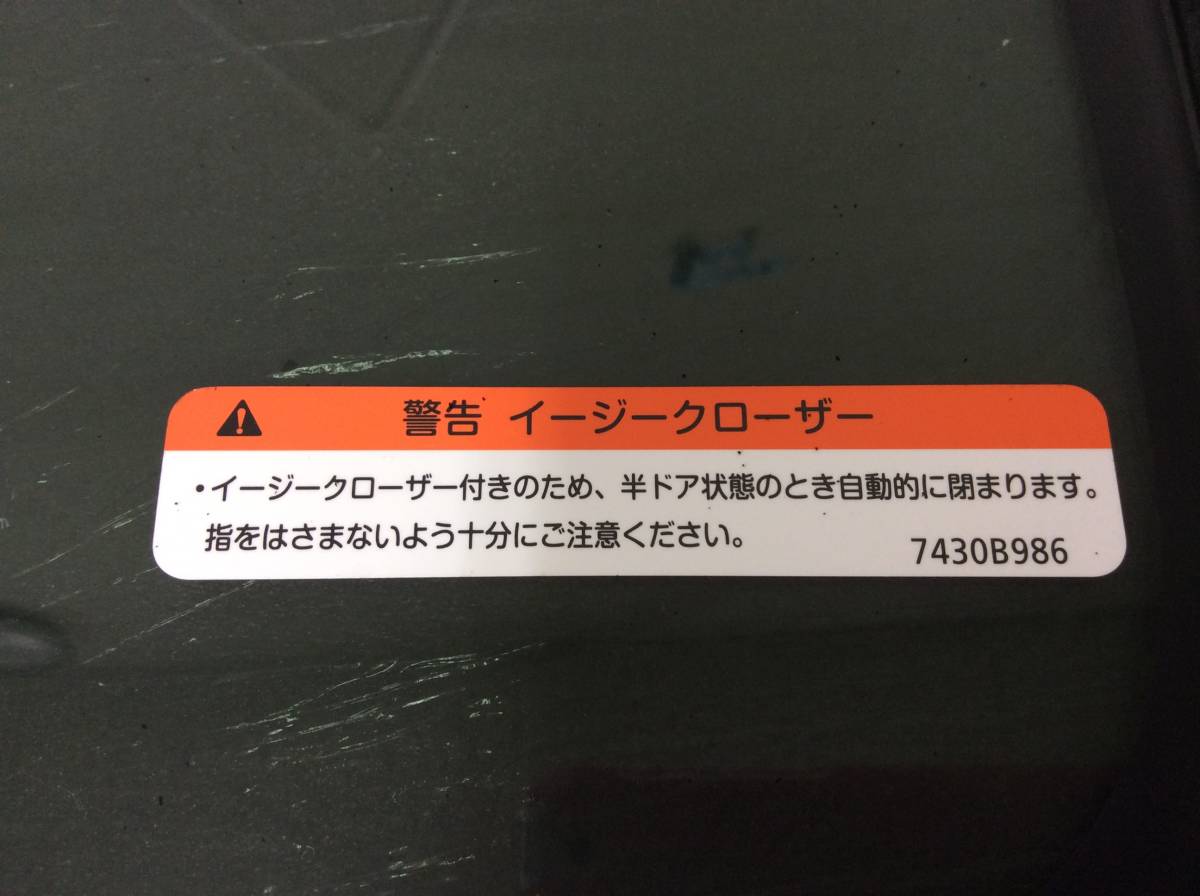 警告 イージークローザー
・イージークローザー付きのため、半ドア状態のとき自動的に閉まります。
指をはさまないよう十分にご注意ください。
7430B986